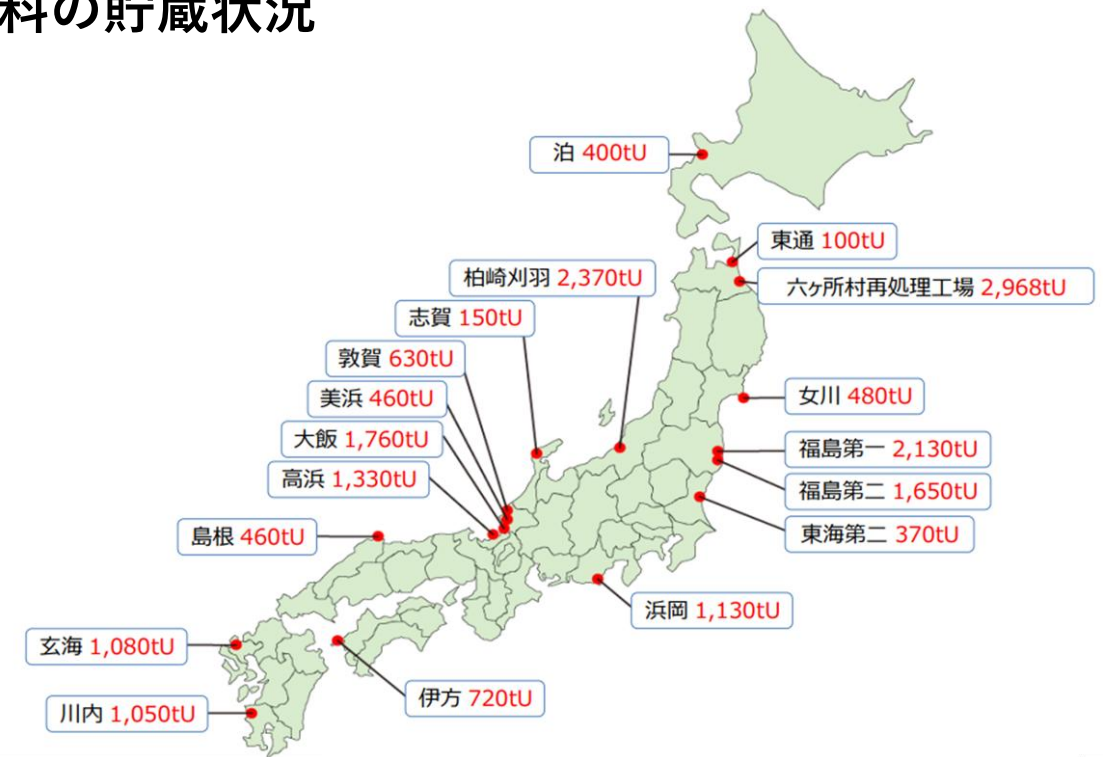 料の貯蔵状況
泊 400tU
東通 100tU
柏崎刈羽 2,370tU
六ヶ所村再処理工場 2,968tU
志賀 150tU
敦賀 630tU
美浜 460tU
女川 480tU
大飯 1,760tU
福島第一 2,130tU
高浜 1,330tU
福島第二 1,650tU
島根 460tU
東海第二 370tU
浜岡 1,130tU
玄海 1,080tU
伊方 720tU
川内 1,050tU